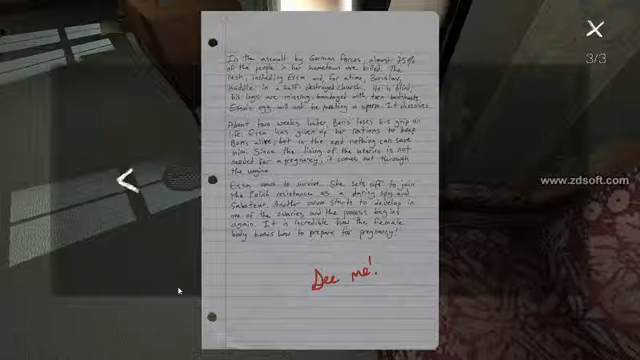 3/3
In the assault by German forces, almost 75%
of the people in her hometown are killed. The
rest, including Essa and, for a time, Borislav,
huddle in a half-destroyed church. He is blind,
his legs are missing, bandaged with torn bedsheets.
Essa's egg will not be meeting a sperm. It dissolves.
About two weeks later, Boris loses his grip on
life. Essa has given up her rations to keep
Boris alive, but in the end nothing can save
him. Since the lining of the uterus is not
needed for a pregnancy, it comes out through
the vagina.
Essa vows to survive. She sets off to join
the Polish resistance as a daring spy and
saboteur. Another ovum starts to develop in
one of the ovaries and the process begins
again. It is incredible how the female
body knows how to prepare for pregnancy!
See me!
www.zdsoft.com